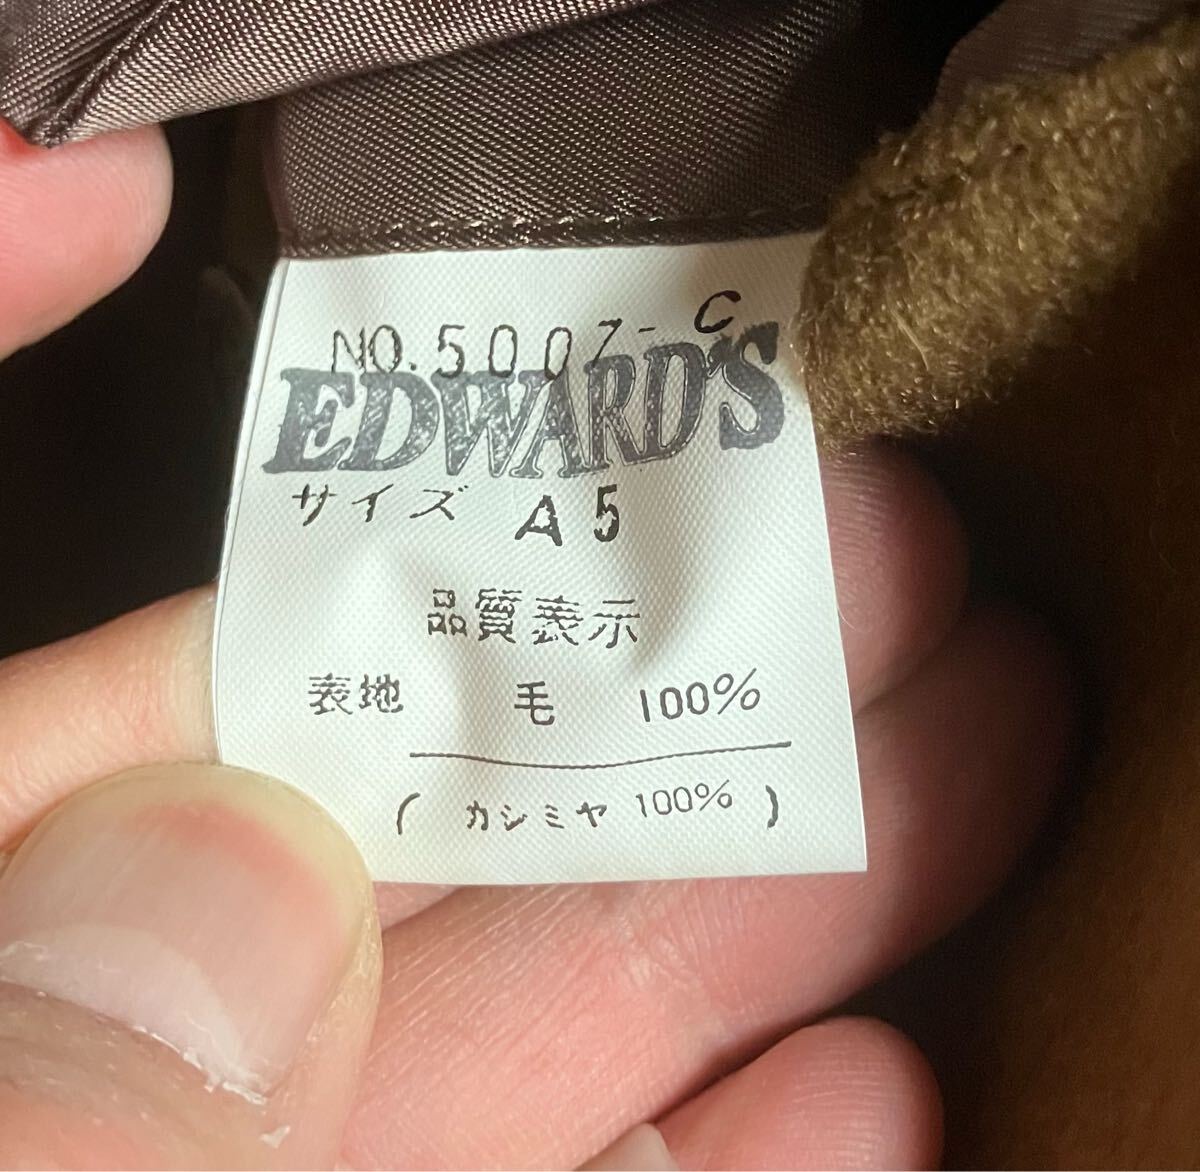 NO.5007-C
EDWARD'S
サイズ A5
品質表示
表地 毛 100%
( カシミヤ 100% )